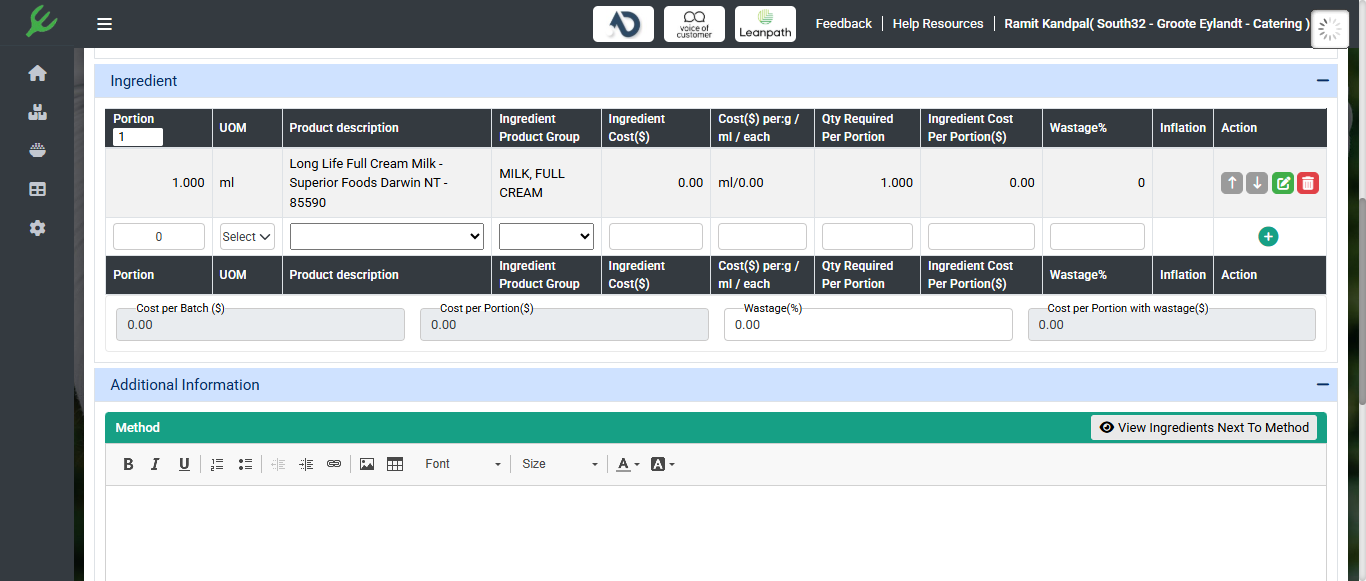 voice of
customer
Leanpath
Feedback
Help Resources
Ramit Kandpal( South32 - Groote Eylandt - Catering )
Ingredient
Portion
1
UOM
Product description
Ingredient
Product Group
Ingredient
Cost($)
Cost($) per:g /
ml / each
Qty Required
Per Portion
Ingredient Cost
Per Portion($)
Wastage%
Inflation
Action
1.000
ml
Long Life Full Cream Milk -
Superior Foods Darwin NT -
85590
MILK, FULL
CREAM
0.00
ml/0.00
1.000
0.00
0
0
Select
Portion
UOM
Product description
Ingredient
Product Group
Ingredient
Cost($)
Cost($) per:g /
ml / each
Qty Required
Per Portion
Ingredient Cost
Per Portion($)
Wastage%
Inflation
Action
Cost per Batch ($)
0.00
Cost per Portion($)
0.00
Wastage(%)
0.00
Cost per Portion with wastage($)
0.00
Additional Information
Method
View Ingredients Next To Method
B I U
Font
Size
A
A